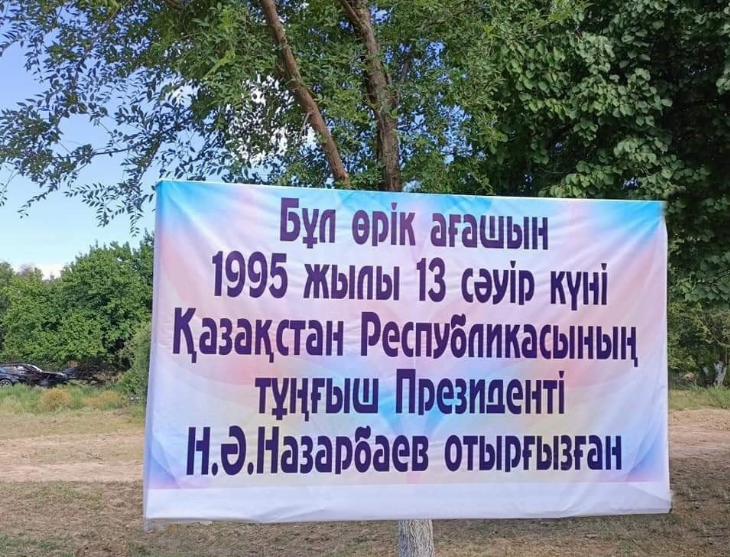 Бұл өрік ағашын
1995 жылы 13 сәуір күні
Қазақстан Республикасының
тұңғыш Президенті
Н.Ә.Назарбаев отырғызған